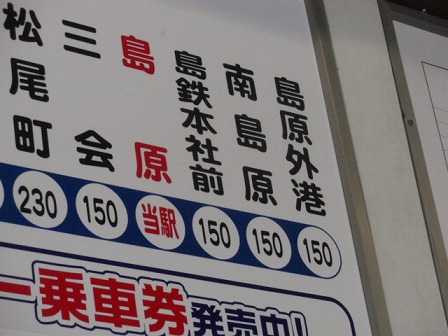 松尾町
三会
島原
島鉄本社前
南島原
島原外港
230 150 当駅 150 150 150
一乗車券発売中!